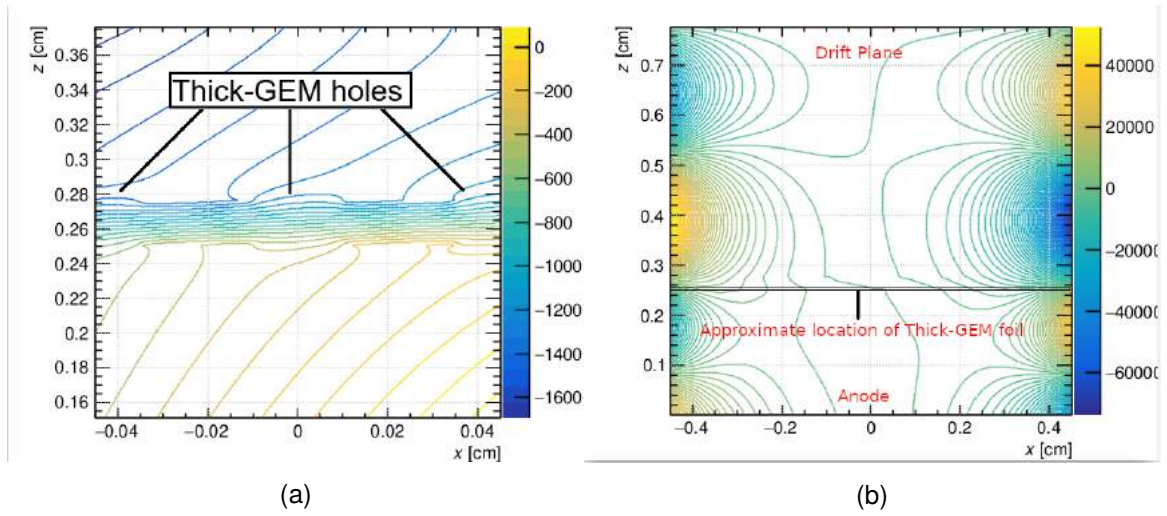 z [cm]
0.36
0.34
0.32
0.3
0.28
0.26
0.24
0.22
0.2
0.18
0.16
Thick-GEM holes
−0.04 −0.02 0 0.02 0.04
x [cm]
0
−200
−400
−600
−800
−1000
−1200
−1400
−1600
(a)
z [cm]
0.7
0.6
0.5
0.4
0.3
0.2
0.1
Drift Plane
Approximate location of Thick-GEM foil
Anode
−0.4 −0.2 0 0.2 0.4
x [cm]
40000
20000
0
−20000
−40000
−60000
(b)